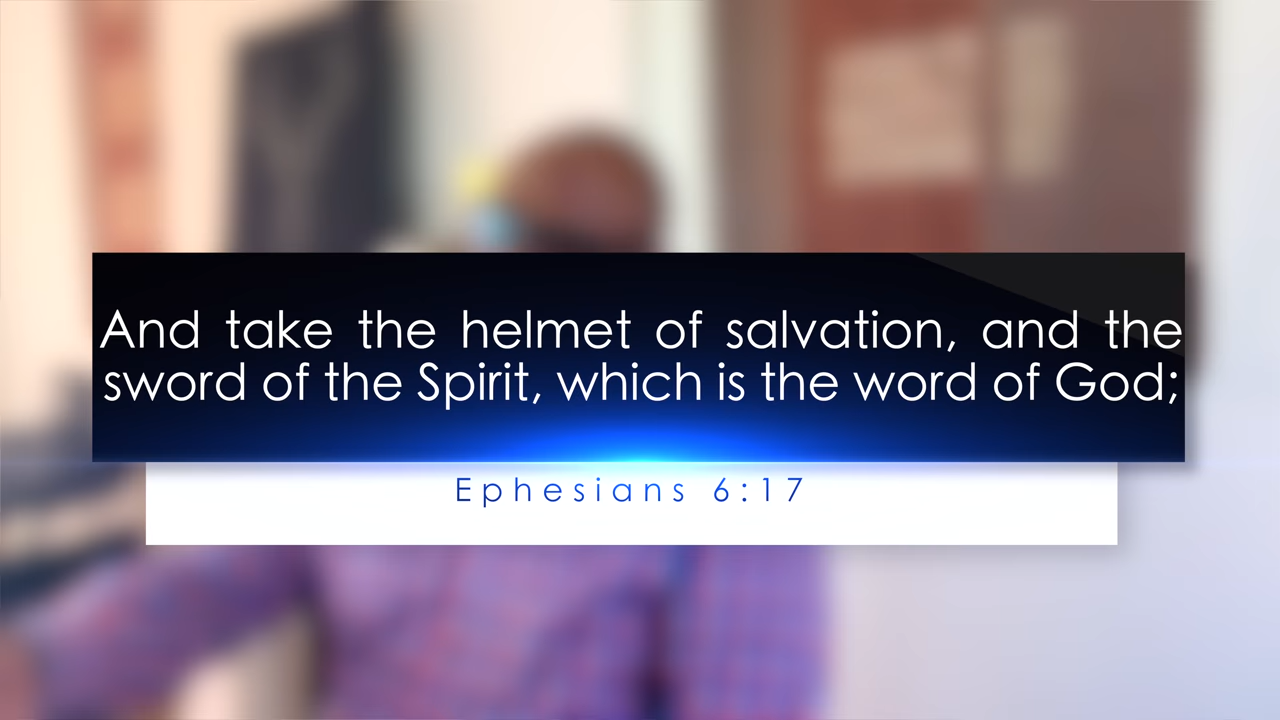 And take the helmet of salvation, and the
sword of the Spirit, which is the word of God;
Ephesians 6:17